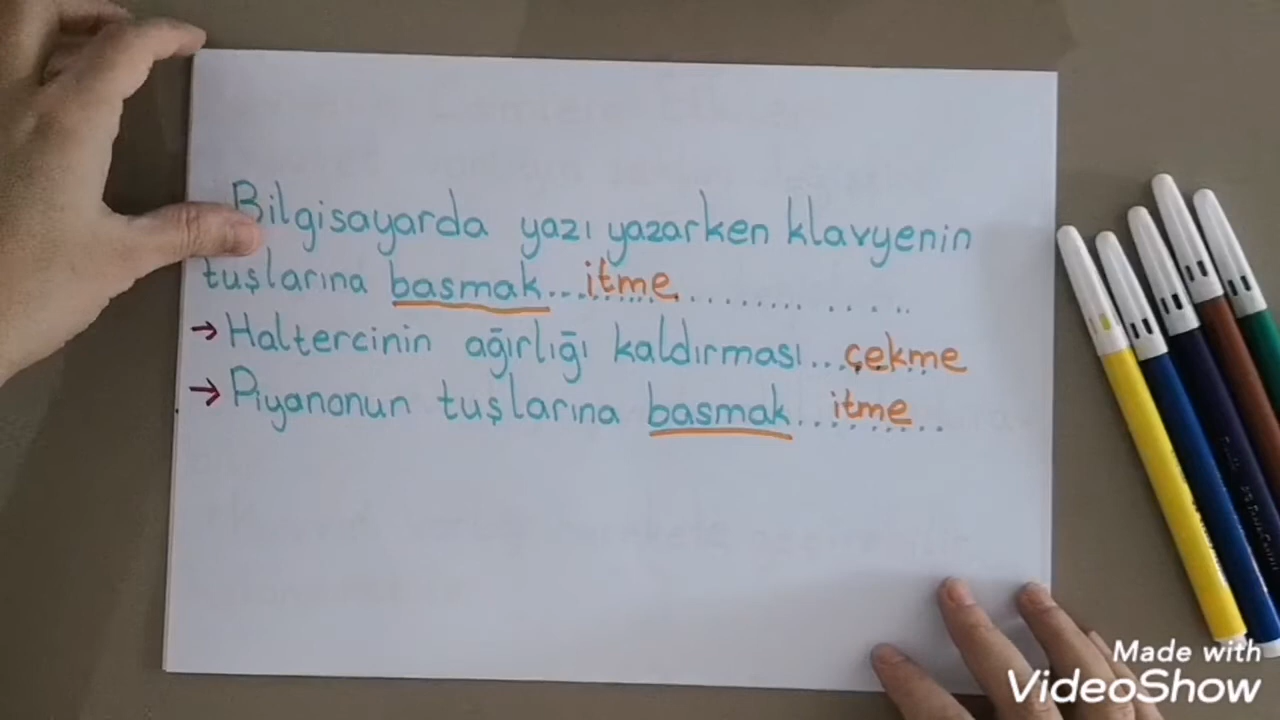 Bilgisayarda yazı yazarken klavyenin
tuşlarına basmak...itme..............
→ Haltercinin ağırlığı kaldırması...çekme
→ Piyanonun tuşlarına basmak...itme...
Made with
VideoShow